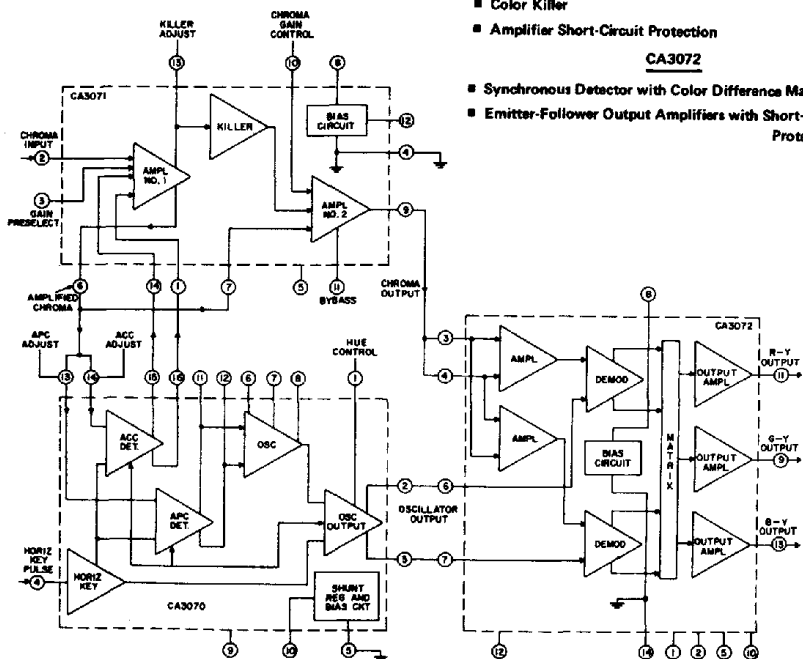 ■ Color Killer
■ Amplifier Short-Circuit Protection
CA3072
■ Synchronous Detector with Color Difference Ma
■ Emitter-Follower Output Amplifiers with Short-
Prote
KILLER
ADJUST
CHROMA
GAIN
CONTROL
13
10
8
CA3071
BIAS
CIRCUIT
12
KILLER
4
CHROMA
INPUT
2
AMPL
NO. 1
3
GAIN
PRESELECT
AMPL
NO. 2
9
6
14
1
7
5
11
BYBASS
AMPLIFIED
CHROMA
CHROMA
OUTPUT
8
CA3072
APC
ADJUST
ACC
ADJUST
HUE
CONTROL
13
14
15
16
11
12
6
7
8
1
3
4
AMPL
DEMOD
OUTPUT
AMPL
R-Y
OUTPUT
11
ACC
DET.
OSC
AMPL
BIAS
CIRCUIT
MATRIX
OUTPUT
AMPL
G-Y
OUTPUT
9
APC
DET.
OSC
OUTPUT
2
6
OSCILLATOR
OUTPUT
3
7
DEMOD
OUTPUT
AMPL
B-Y
OUTPUT
13
HORIZ
KEY
PULSE
4
HORIZ
KEY
CA3070
SHUNT
REG AND
BIAS CKT
9
10
5
12
14
1
2
5
10